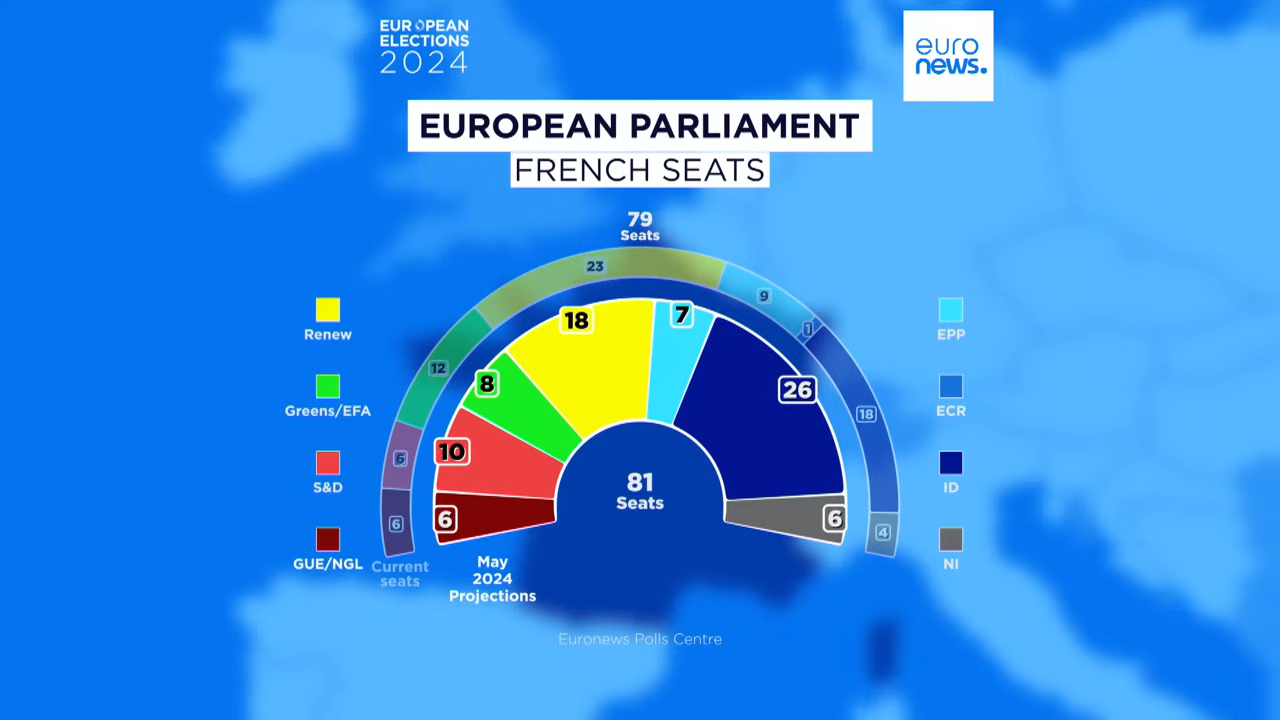 EUROPEAN
ELECTIONS
2024
euro
news.
EUROPEAN PARLIAMENT
FRENCH SEATS
79
Seats
23
9
1
12
18
6
6
4
18
7
8
26
10
6
6
81
Seats
Renew
Greens/EFA
S&D
GUE/NGL
EPP
ECR
ID
NI
Current
seats
May
2024
Projections
Euronews Polls Centre